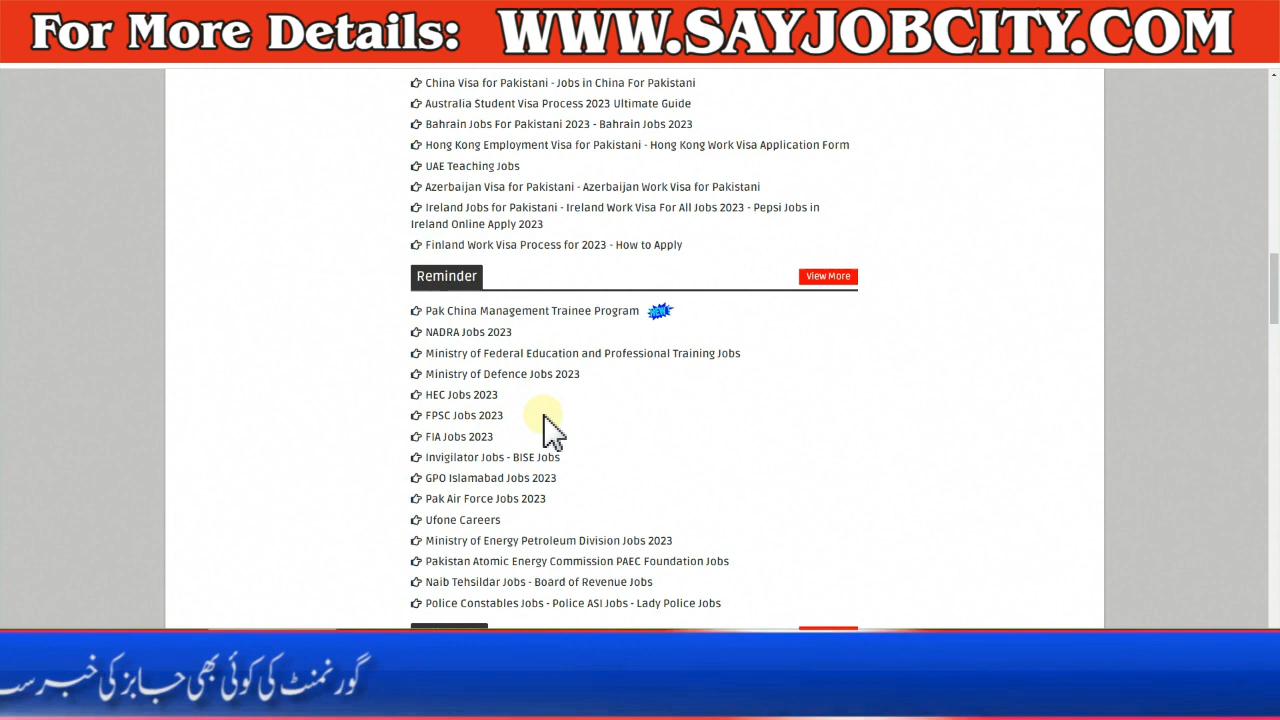 For More Details: WWW.SAYJOBCITY.COM
China Visa for Pakistani - Jobs in China For Pakistani
Australia Student Visa Process 2023 Ultimate Guide
Bahrain Jobs For Pakistani 2023 - Bahrain Jobs 2023
Hong Kong Employment Visa for Pakistani - Hong Kong Work Visa Application Form
UAE Teaching Jobs
Azerbaijan Visa for Pakistani - Azerbaijan Work Visa for Pakistani
Ireland Jobs for Pakistani - Ireland Work Visa For All Jobs 2023 - Pepsi Jobs in
Ireland Online Apply 2023
Finland Work Visa Process for 2023 - How to Apply
Reminder View More
Pak China Management Trainee Program NEW
NADRA Jobs 2023
Ministry of Federal Education and Professional Training Jobs
Ministry of Defence Jobs 2023
HEC Jobs 2023
FPSC Jobs 2023
FIA Jobs 2023
Invigilator Jobs - BISE Jobs
GPO Islamabad Jobs 2023
Pak Air Force Jobs 2023
Ufone Careers
Ministry of Energy Petroleum Division Jobs 2023
Pakistan Atomic Energy Commission PAEC Foundation Jobs
Naib Tehsildar Jobs - Board of Revenue Jobs
Police Constables Jobs - Police ASI Jobs - Lady Police Jobs
گورنمنٹ کی کوئی بھی جابز کی خبر